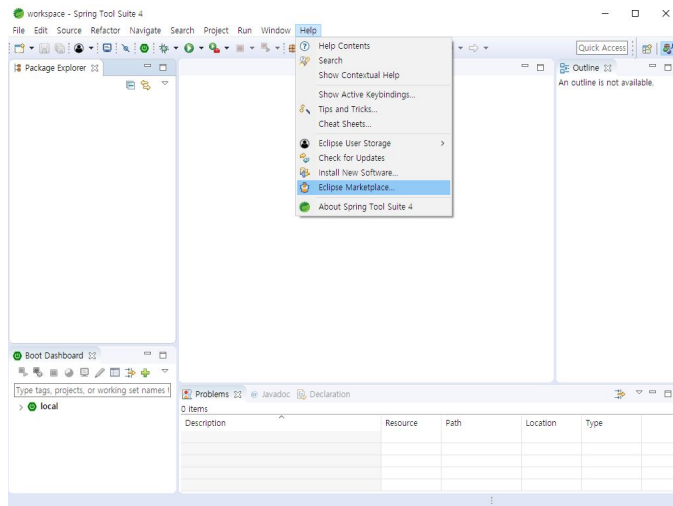 workspace - Spring Tool Suite 4
File Edit Source Refactor Navigate Search Project Run Window Help
Quick Access
Package Explorer
Help Contents
Search
Show Contextual Help
Show Active Keybindings...
Tips and Tricks...
Cheat Sheets...
Eclipse User Storage
Check for Updates
Install New Software...
Eclipse Marketplace...
About Spring Tool Suite 4
Outline
An outline is not available.
Boot Dashboard
Type tags, projects, or working set names
local
Problems @ Javadoc Declaration
0 items
Description Resource Path Location Type